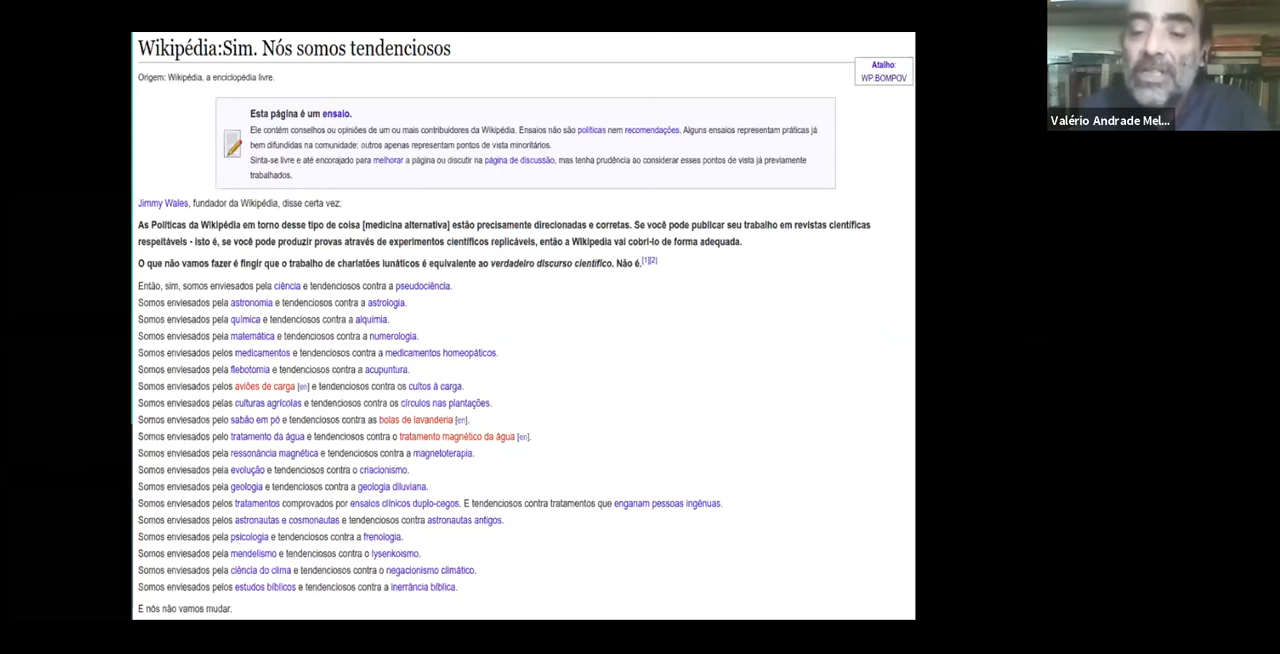 Wikipédia:Sim. Nós somos tendenciosos
Origem: Wikipédia, a enciclopédia livre.
Atalho:
WP:BOMPOV
Esta página é um ensaio.
Ele contém conselhos ou opiniões de um ou mais contribuidores da Wikipédia. Ensaios não são políticas nem recomendações. Alguns ensaios representam práticas já
bem difundidas na comunidade; outros apenas representam pontos de vista minoritários.
Sinta-se livre e até encorajado para melhorar a página ou discutir na página de discussão, mas tenha prudência ao considerar esses pontos de vista já previamente
trabalhados.
Jimmy Wales, fundador da Wikipédia, disse certa vez:
As Políticas da Wikipédia em torno desse tipo de coisa [medicina alternativa] estão precisamente direcionadas e corretas. Se você pode publicar seu trabalho em revistas científicas
respeitáveis - isto é, se você pode produzir provas através de experimentos científicos replicáveis, então a Wikipedia vai cobri-lo de forma adequada.
O que não vamos fazer é fingir que o trabalho de charlatões lunáticos é equivalente ao verdadeiro discurso científico. Não é.[1][2]
Então, sim, somos enviesados pela ciência e tendenciosos contra a pseudociência.
Somos enviesados pela astronomia e tendenciosos contra a astrologia.
Somos enviesados pela química e tendenciosos contra a alquimia.
Somos enviesados pela matemática e tendenciosos contra a numerologia.
Somos enviesados pelos medicamentos e tendenciosos contra a medicamentos homeopáticos.
Somos enviesados pela flebotomia e tendenciosos contra a acupuntura.
Somos enviesados pelos aviões de carga [en] e tendenciosos contra os cultos à carga.
Somos enviesados pelas culturas agrícolas e tendenciosos contra os círculos nas plantações.
Somos enviesados pelo sabão em pó e tendenciosos contra as bolas de lavanderia [en].
Somos enviesados pelo tratamento da água e tendenciosos contra o tratamento magnético da água [en].
Somos enviesados pela ressonância magnética e tendenciosos contra a magnetoterapia.
Somos enviesados pela evolução e tendenciosos contra o criacionismo.
Somos enviesados pela geologia e tendenciosos contra a geologia diluviana.
Somos enviesados pelos tratamentos comprovados por ensaios clínicos duplo-cegos. E tendenciosos contra tratamentos que enganam pessoas ingênuas.
Somos enviesados pelos astronautas e cosmonautas e tendenciosos contra astronautas antigos.
Somos enviesados pela psicologia e tendenciosos contra a frenologia.
Somos enviesados pelo mendelismo e tendenciosos contra o lysenkoismo.
Somos enviesados pela ciência do clima e tendenciosos contra o negacionismo climático.
Somos enviesados pelos estudos bíblicos e tendenciosos contra a inerrância bíblica.
E nós não vamos mudar.
Valério Andrade Mel...